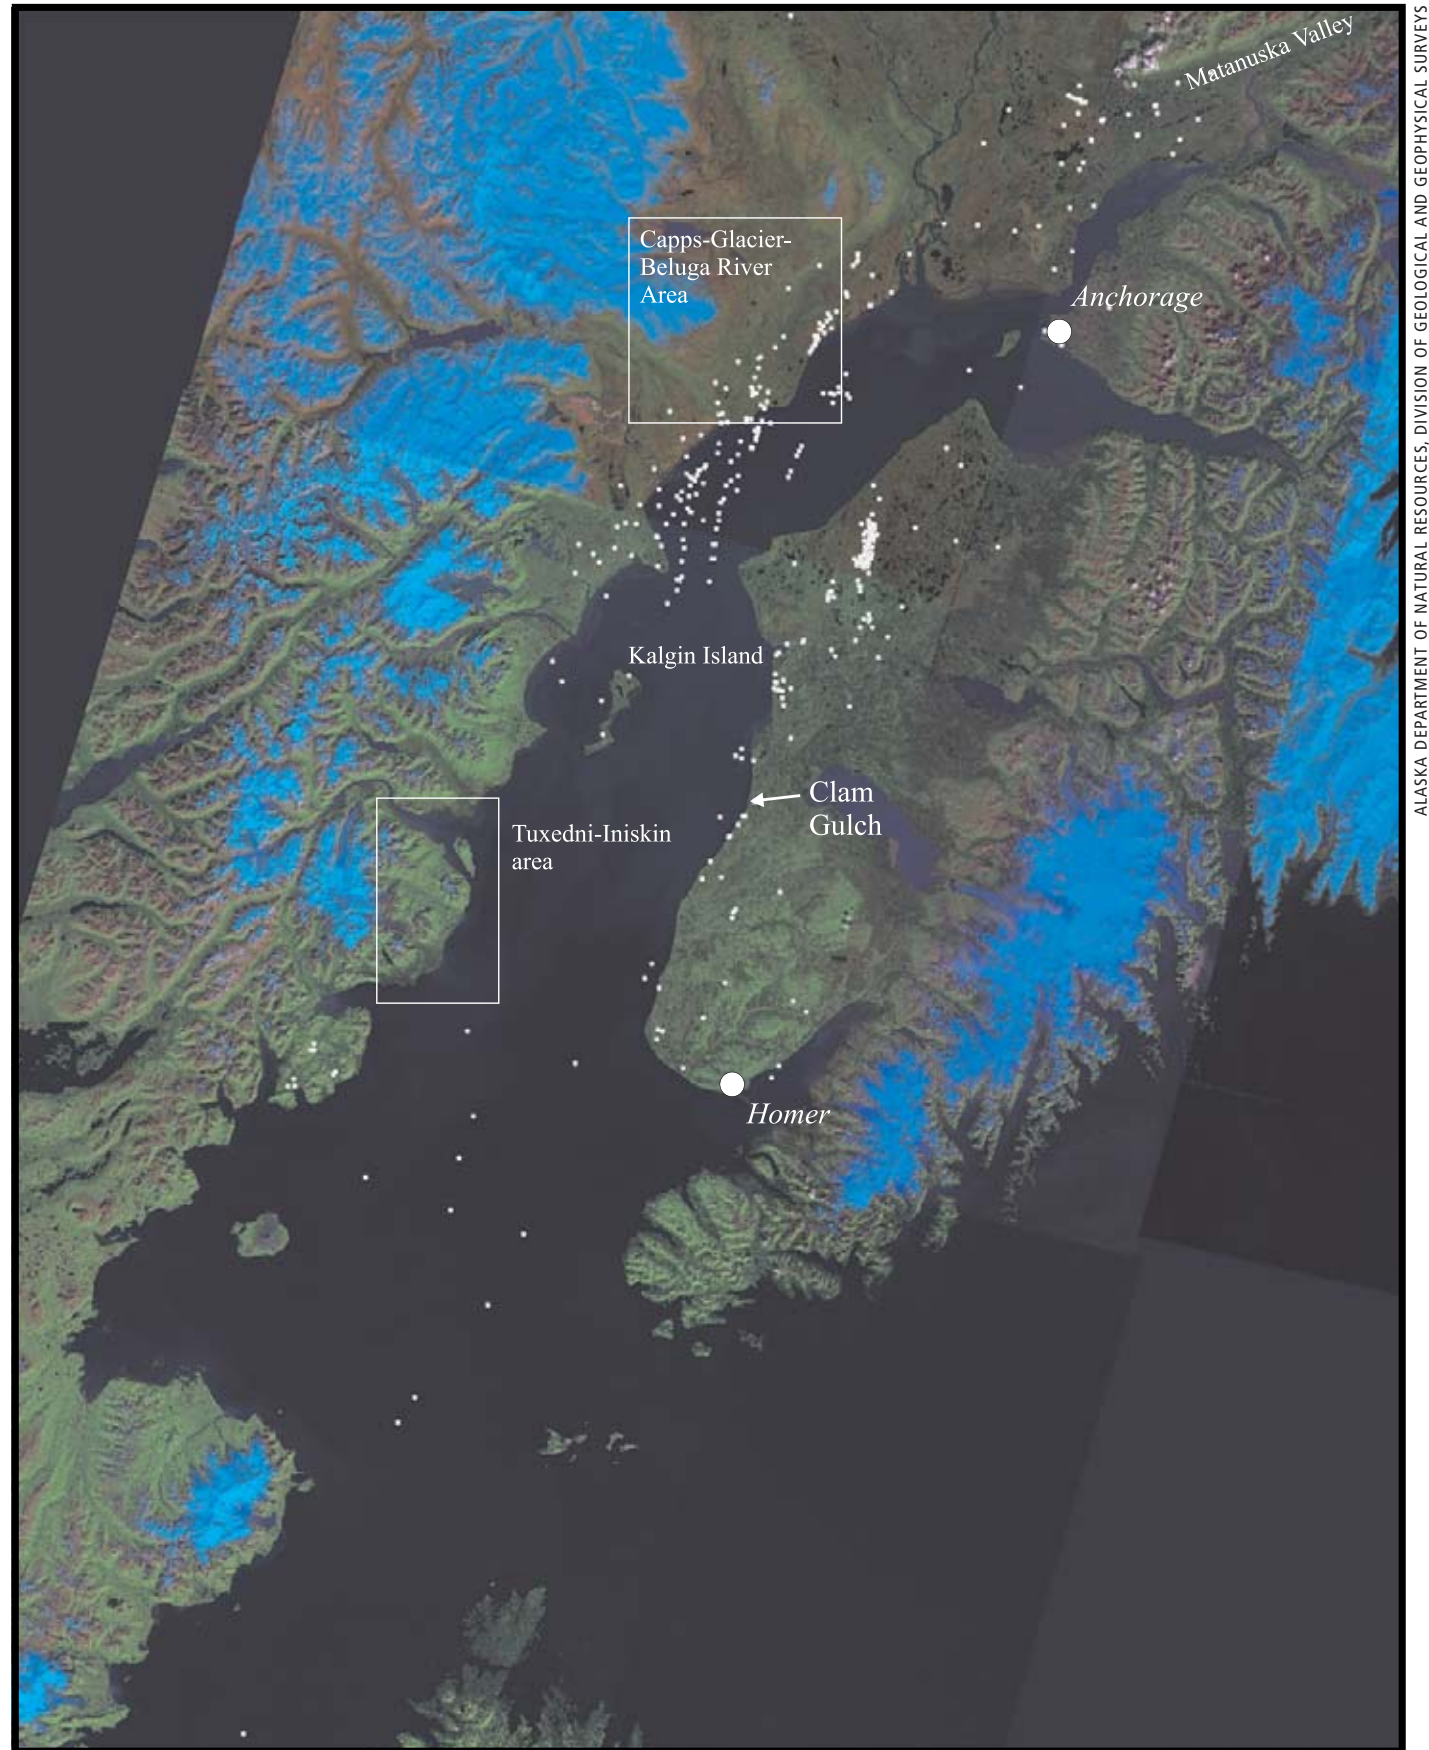 Matanuska Valley
Capps-Glacier-
Beluga River
Area
Anchorage
Kalgin Island
Clam
Gulch
Tuxedni-Iniskin
area
Homer
ALASKA DEPARTMENT OF NATURAL RESOURCES, DIVISION OF GEOLOGICAL AND GEOPHYSICAL SURVEYS